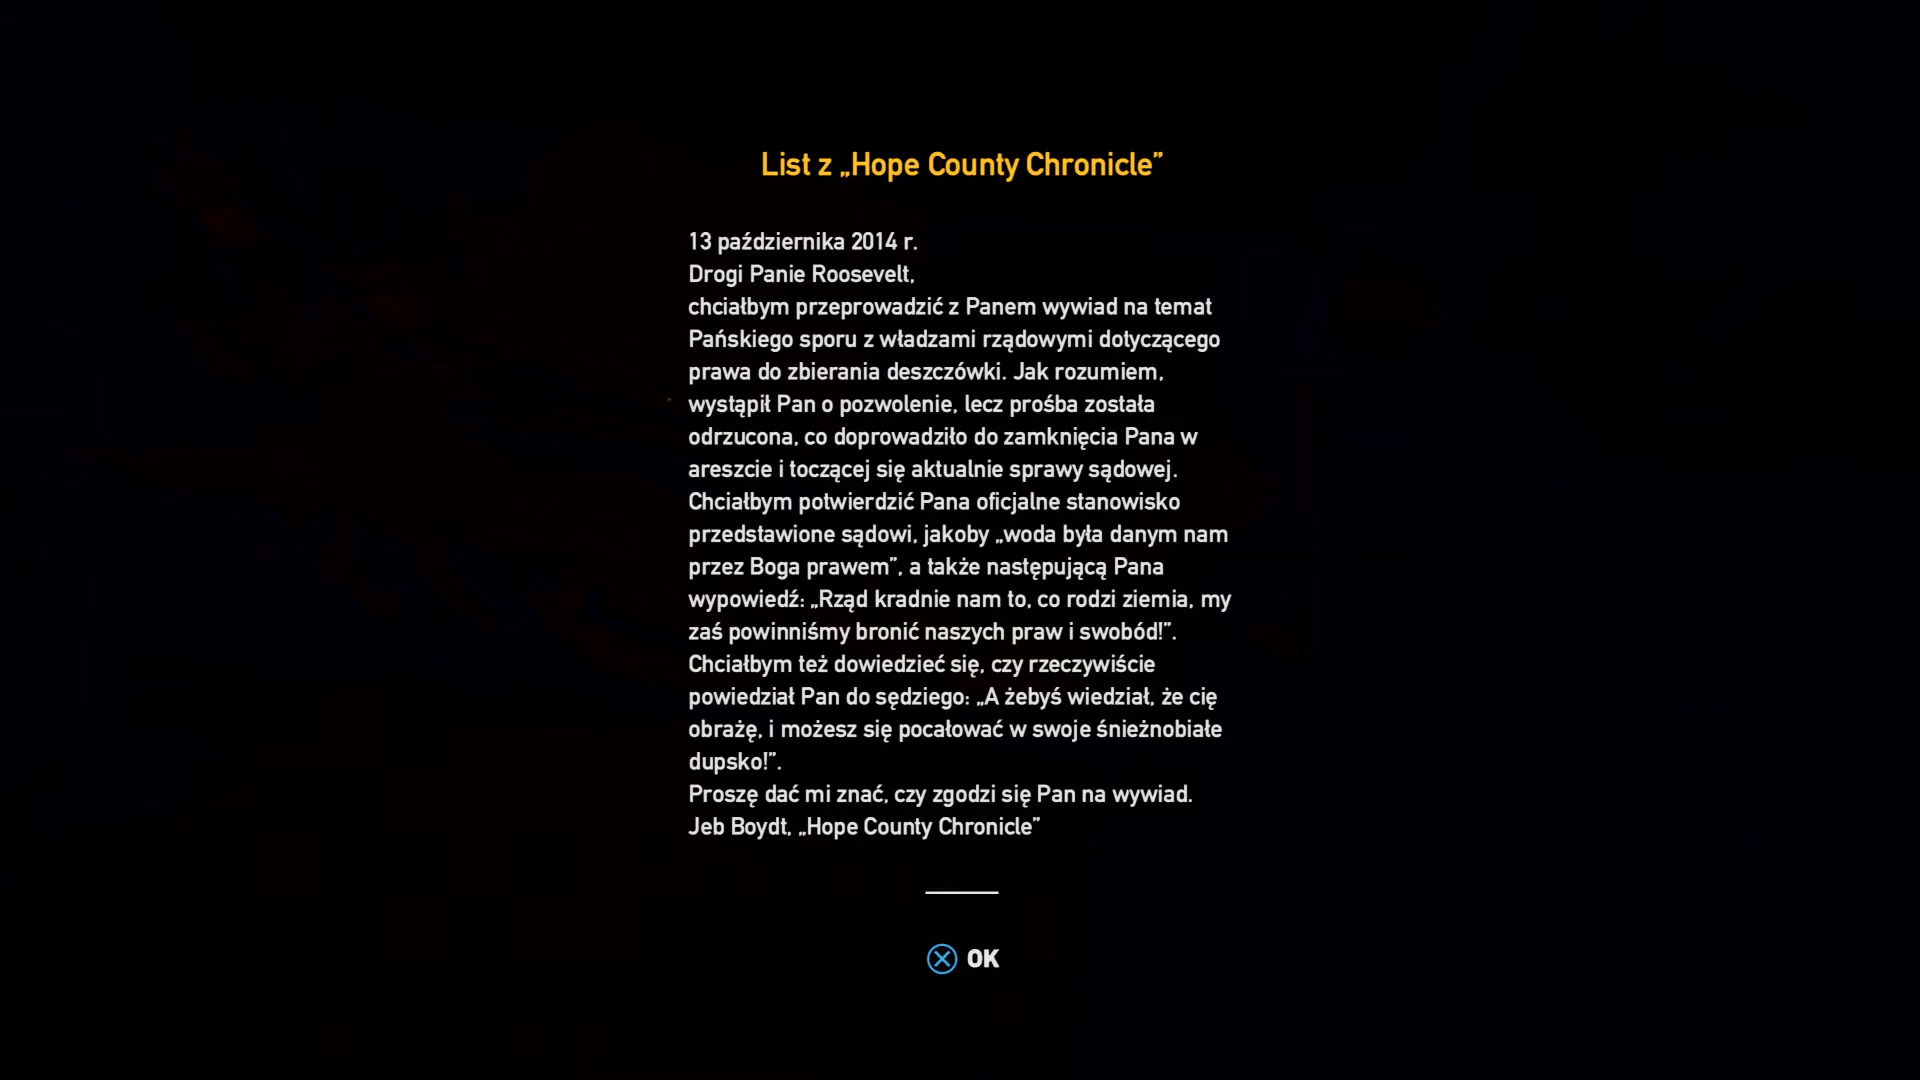 List z „Hope County Chronicle”
13 października 2014 r.
Drogi Panie Roosevelt,
chciałbym przeprowadzić z Panem wywiad na temat
Pańskiego sporu z władzami rządowymi dotyczącego
prawa do zbierania deszczówki. Jak rozumiem,
wystąpił Pan o pozwolenie, lecz prośba została
odrzucona, co doprowadziło do zamknięcia Pana w
areszcie i toczącej się aktualnie sprawy sądowej.
Chciałbym potwierdzić Pana oficjalne stanowisko
przedstawione sądowi, jakoby „woda była danym nam
przez Boga prawem”, a także następującą Pana
wypowiedź: „Rząd kradnie nam to, co rodzi ziemia, my
zaś powinniśmy bronić naszych praw i swobód!”.
Chciałbym też dowiedzieć się, czy rzeczywiście
powiedział Pan do sędziego: „A żebyś wiedział, że cię
obrażę, i możesz się pocałować w swoje śnieżnobiałe
dupsko!”.
Proszę dać mi znać, czy zgodzi się Pan na wywiad.
Jeb Boydt, „Hope County Chronicle”
OK